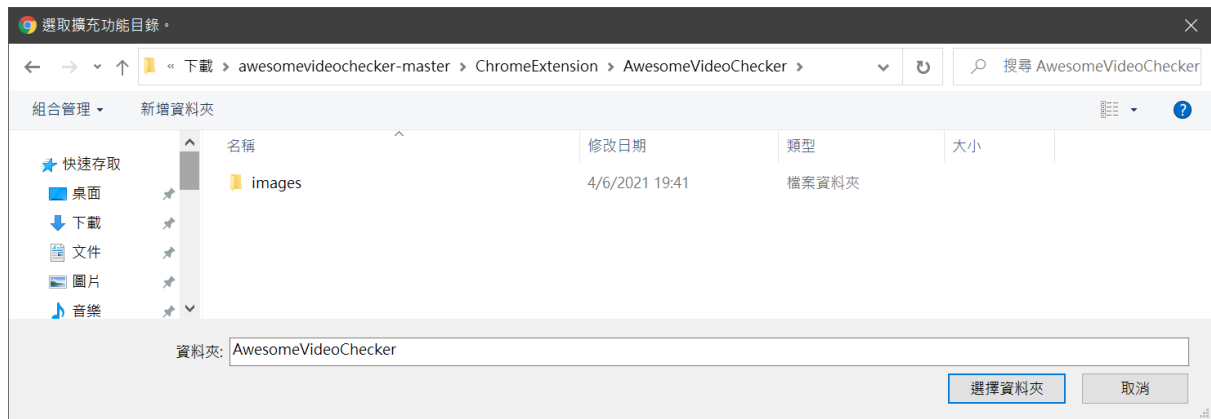 選取擴充功能目錄。
« 下載 › awesomevideochecker-master › ChromeExtension › AwesomeVideoChecker ›
搜尋 AwesomeVideoChecker
組合管理 新增資料夾
名稱 修改日期 類型 大小
快速存取
桌面
下載
文件
圖片
音樂
images 4/6/2021 19:41 檔案資料夾
資料夾: AwesomeVideoChecker
選擇資料夾 取消